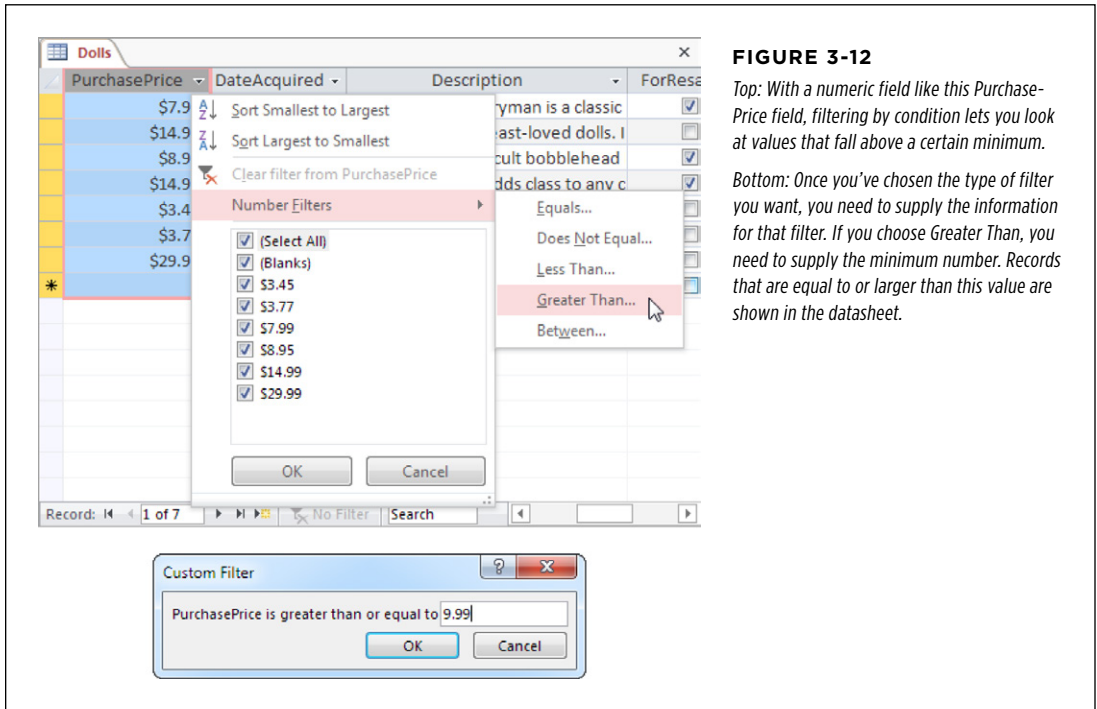 Dolls
PurchasePrice DateAcquired Description ForResa
$7.9 ryman is a classic
$14.9 east-loved dolls. I
$8.9 cult bobblehead
$14.9 dds class to any c
$3.4
$3.7
$29.9
Sort Smallest to Largest
Sort Largest to Smallest
Clear filter from PurchasePrice
Number Filters
(Select All)
(Blanks)
$3.45
$3.77
$7.99
$8.95
$14.99
$29.99
OK Cancel
Equals...
Does Not Equal...
Less Than...
Greater Than...
Between...
Record: 1 of 7 No Filter Search
Custom Filter
PurchasePrice is greater than or equal to 9.99
OK Cancel
FIGURE 3-12
Top: With a numeric field like this Purchase-
Price field, filtering by condition lets you look
at values that fall above a certain minimum.
Bottom: Once you've chosen the type of filter
you want, you need to supply the information
for that filter. If you choose Greater Than, you
need to supply the minimum number. Records
that are equal to or larger than this value are
shown in the datasheet.